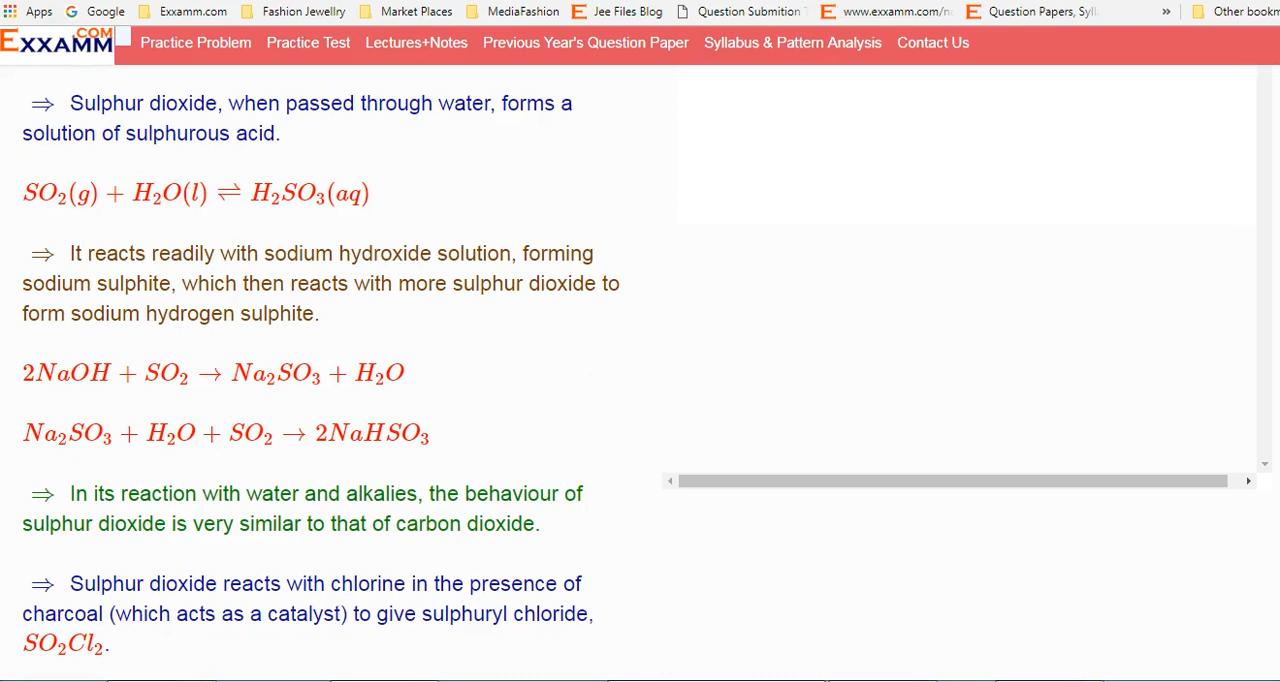 Apps Google Exxamm.com Fashion Jewellry Market Places MediaFashion Jee Files Blog Question Submition www.exxamm.com/n Question Papers, Syll » Other bookm
EXXAMM .COM Practice Problem Practice Test Lectures+Notes Previous Year's Question Paper Syllabus & Pattern Analysis Contact Us
⇒ Sulphur dioxide, when passed through water, forms a
solution of sulphurous acid.
SO₂(g) + H₂O(l) ⇌ H₂SO₃(aq)
⇒ It reacts readily with sodium hydroxide solution, forming
sodium sulphite, which then reacts with more sulphur dioxide to
form sodium hydrogen sulphite.
2NaOH + SO₂ → Na₂SO₃ + H₂O
Na₂SO₃ + H₂O + SO₂ → 2NaHSO₃
⇒ In its reaction with water and alkalies, the behaviour of
sulphur dioxide is very similar to that of carbon dioxide.
⇒ Sulphur dioxide reacts with chlorine in the presence of
charcoal (which acts as a catalyst) to give sulphuryl chloride,
SO₂Cl₂.